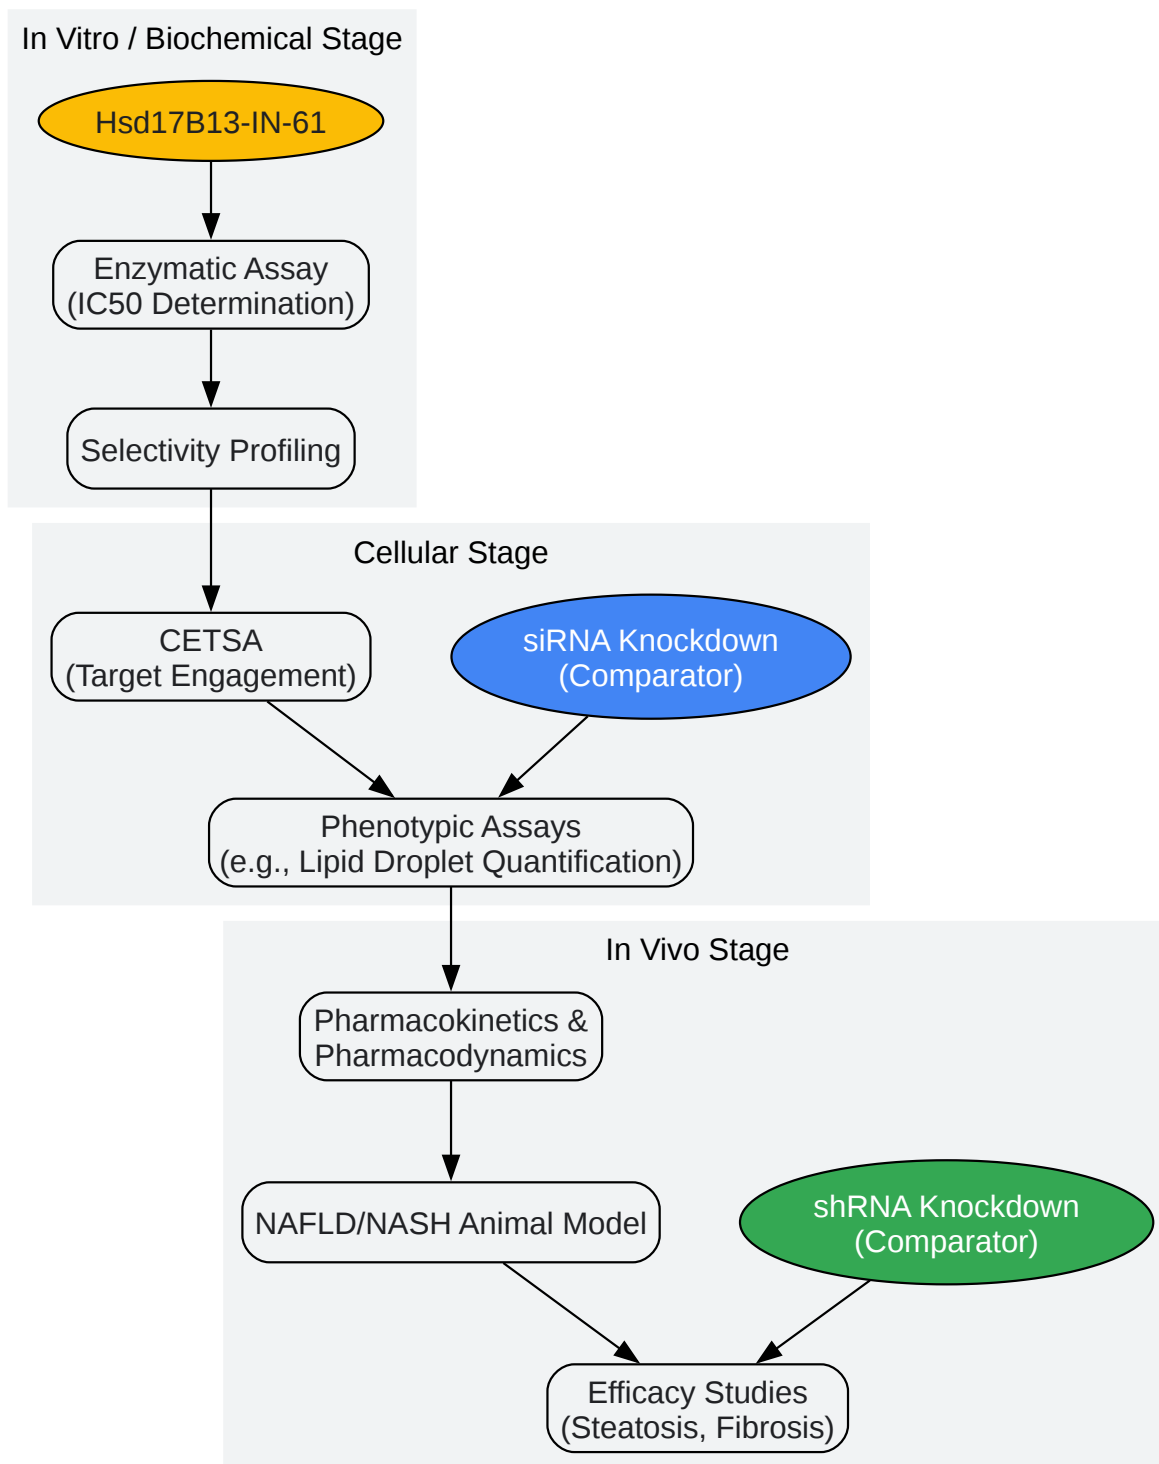 In Vitro / Biochemical Stage
Hsd17B13-IN-61
Enzymatic Assay
(IC50 Determination)
Selectivity Profiling
Cellular Stage
CETSA
(Target Engagement)
siRNA Knockdown
(Comparator)
Phenotypic Assays
(e.g., Lipid Droplet Quantification)
In Vivo Stage
Pharmacokinetics &
Pharmacodynamics
NAFLD/NASH Animal Model
shRNA Knockdown
(Comparator)
Efficacy Studies
(Steatosis, Fibrosis)